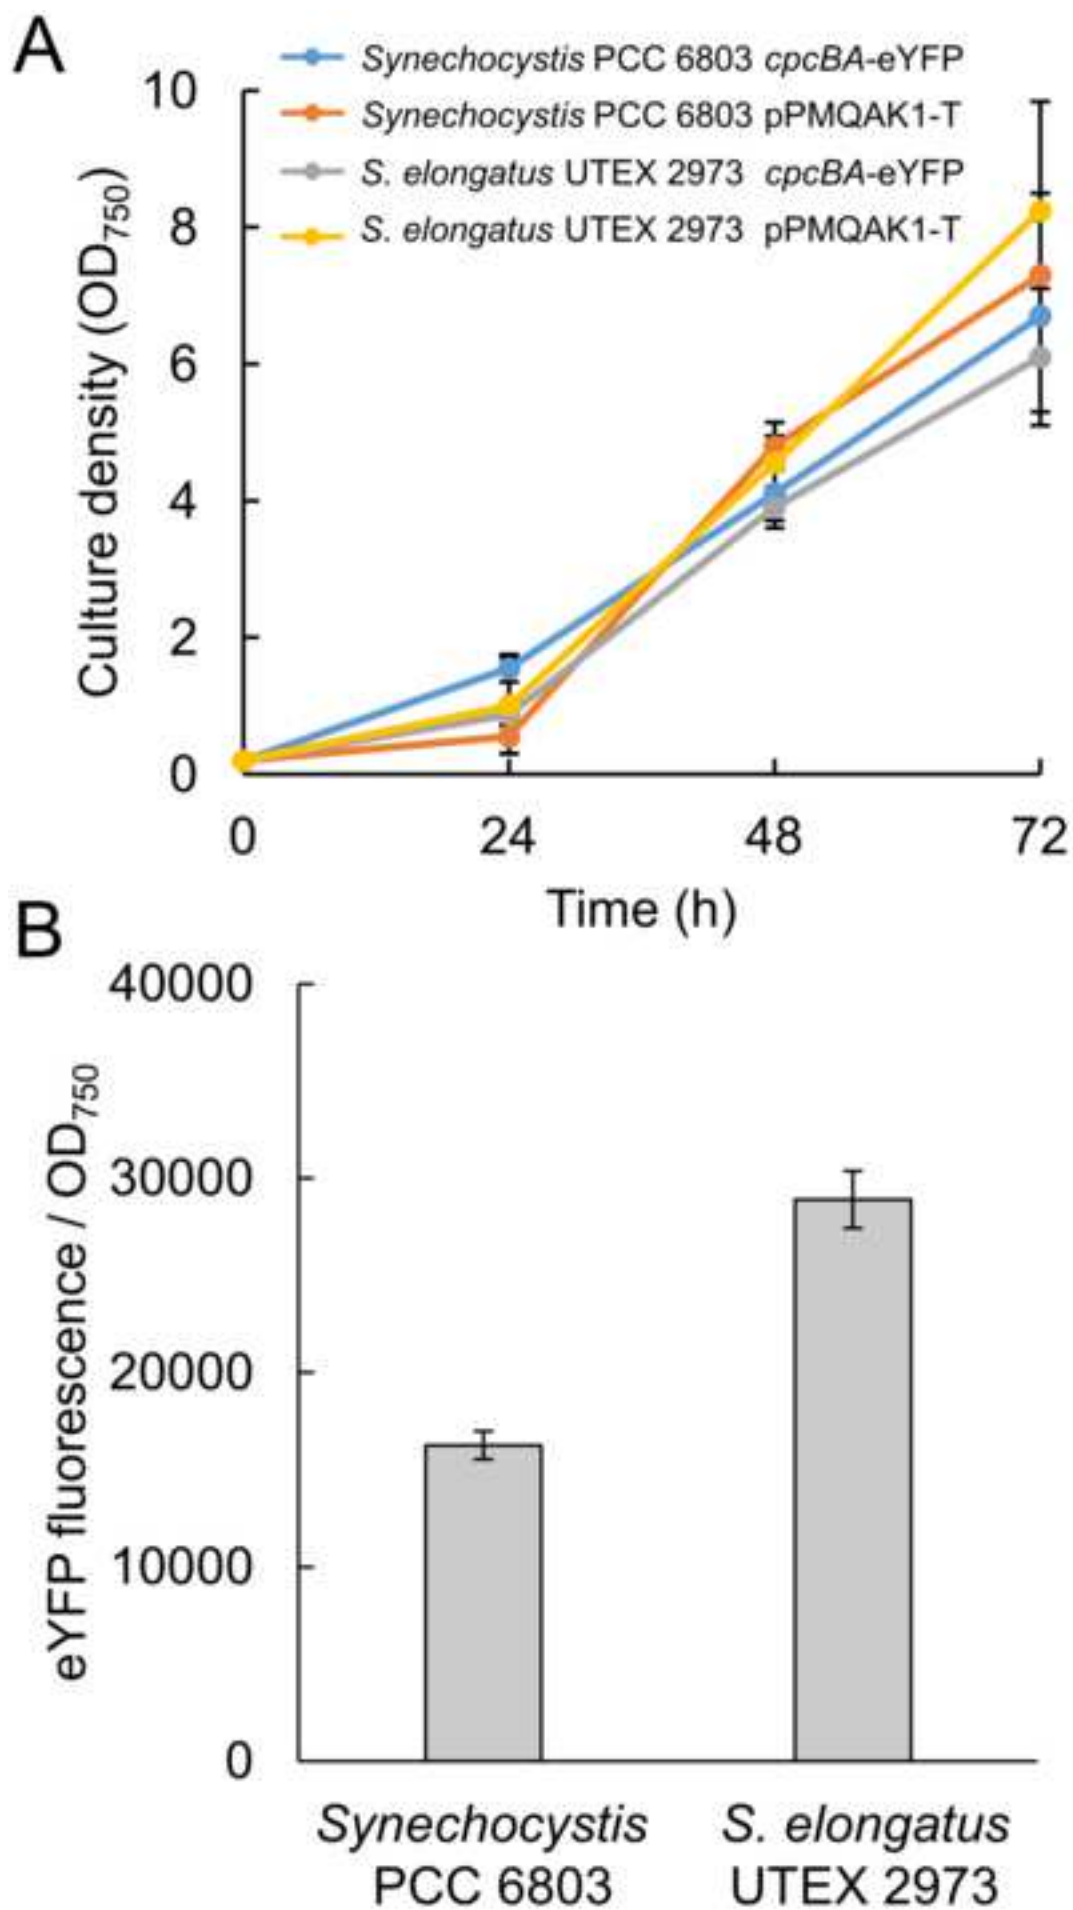 A
Synechocystis PCC 6803 cpcBA-eYFP
Synechocystis PCC 6803 pPMQAK1-T
S. elongatus UTEX 2973 cpcBA-eYFP
S. elongatus UTEX 2973 pPMQAK1-T
Culture density (OD750)
10
8
6
4
2
0
0 24 48 72
Time (h)
B
eYFP fluorescence / OD750
40000
30000
20000
10000
0
Synechocystis
PCC 6803
S. elongatus
UTEX 2973